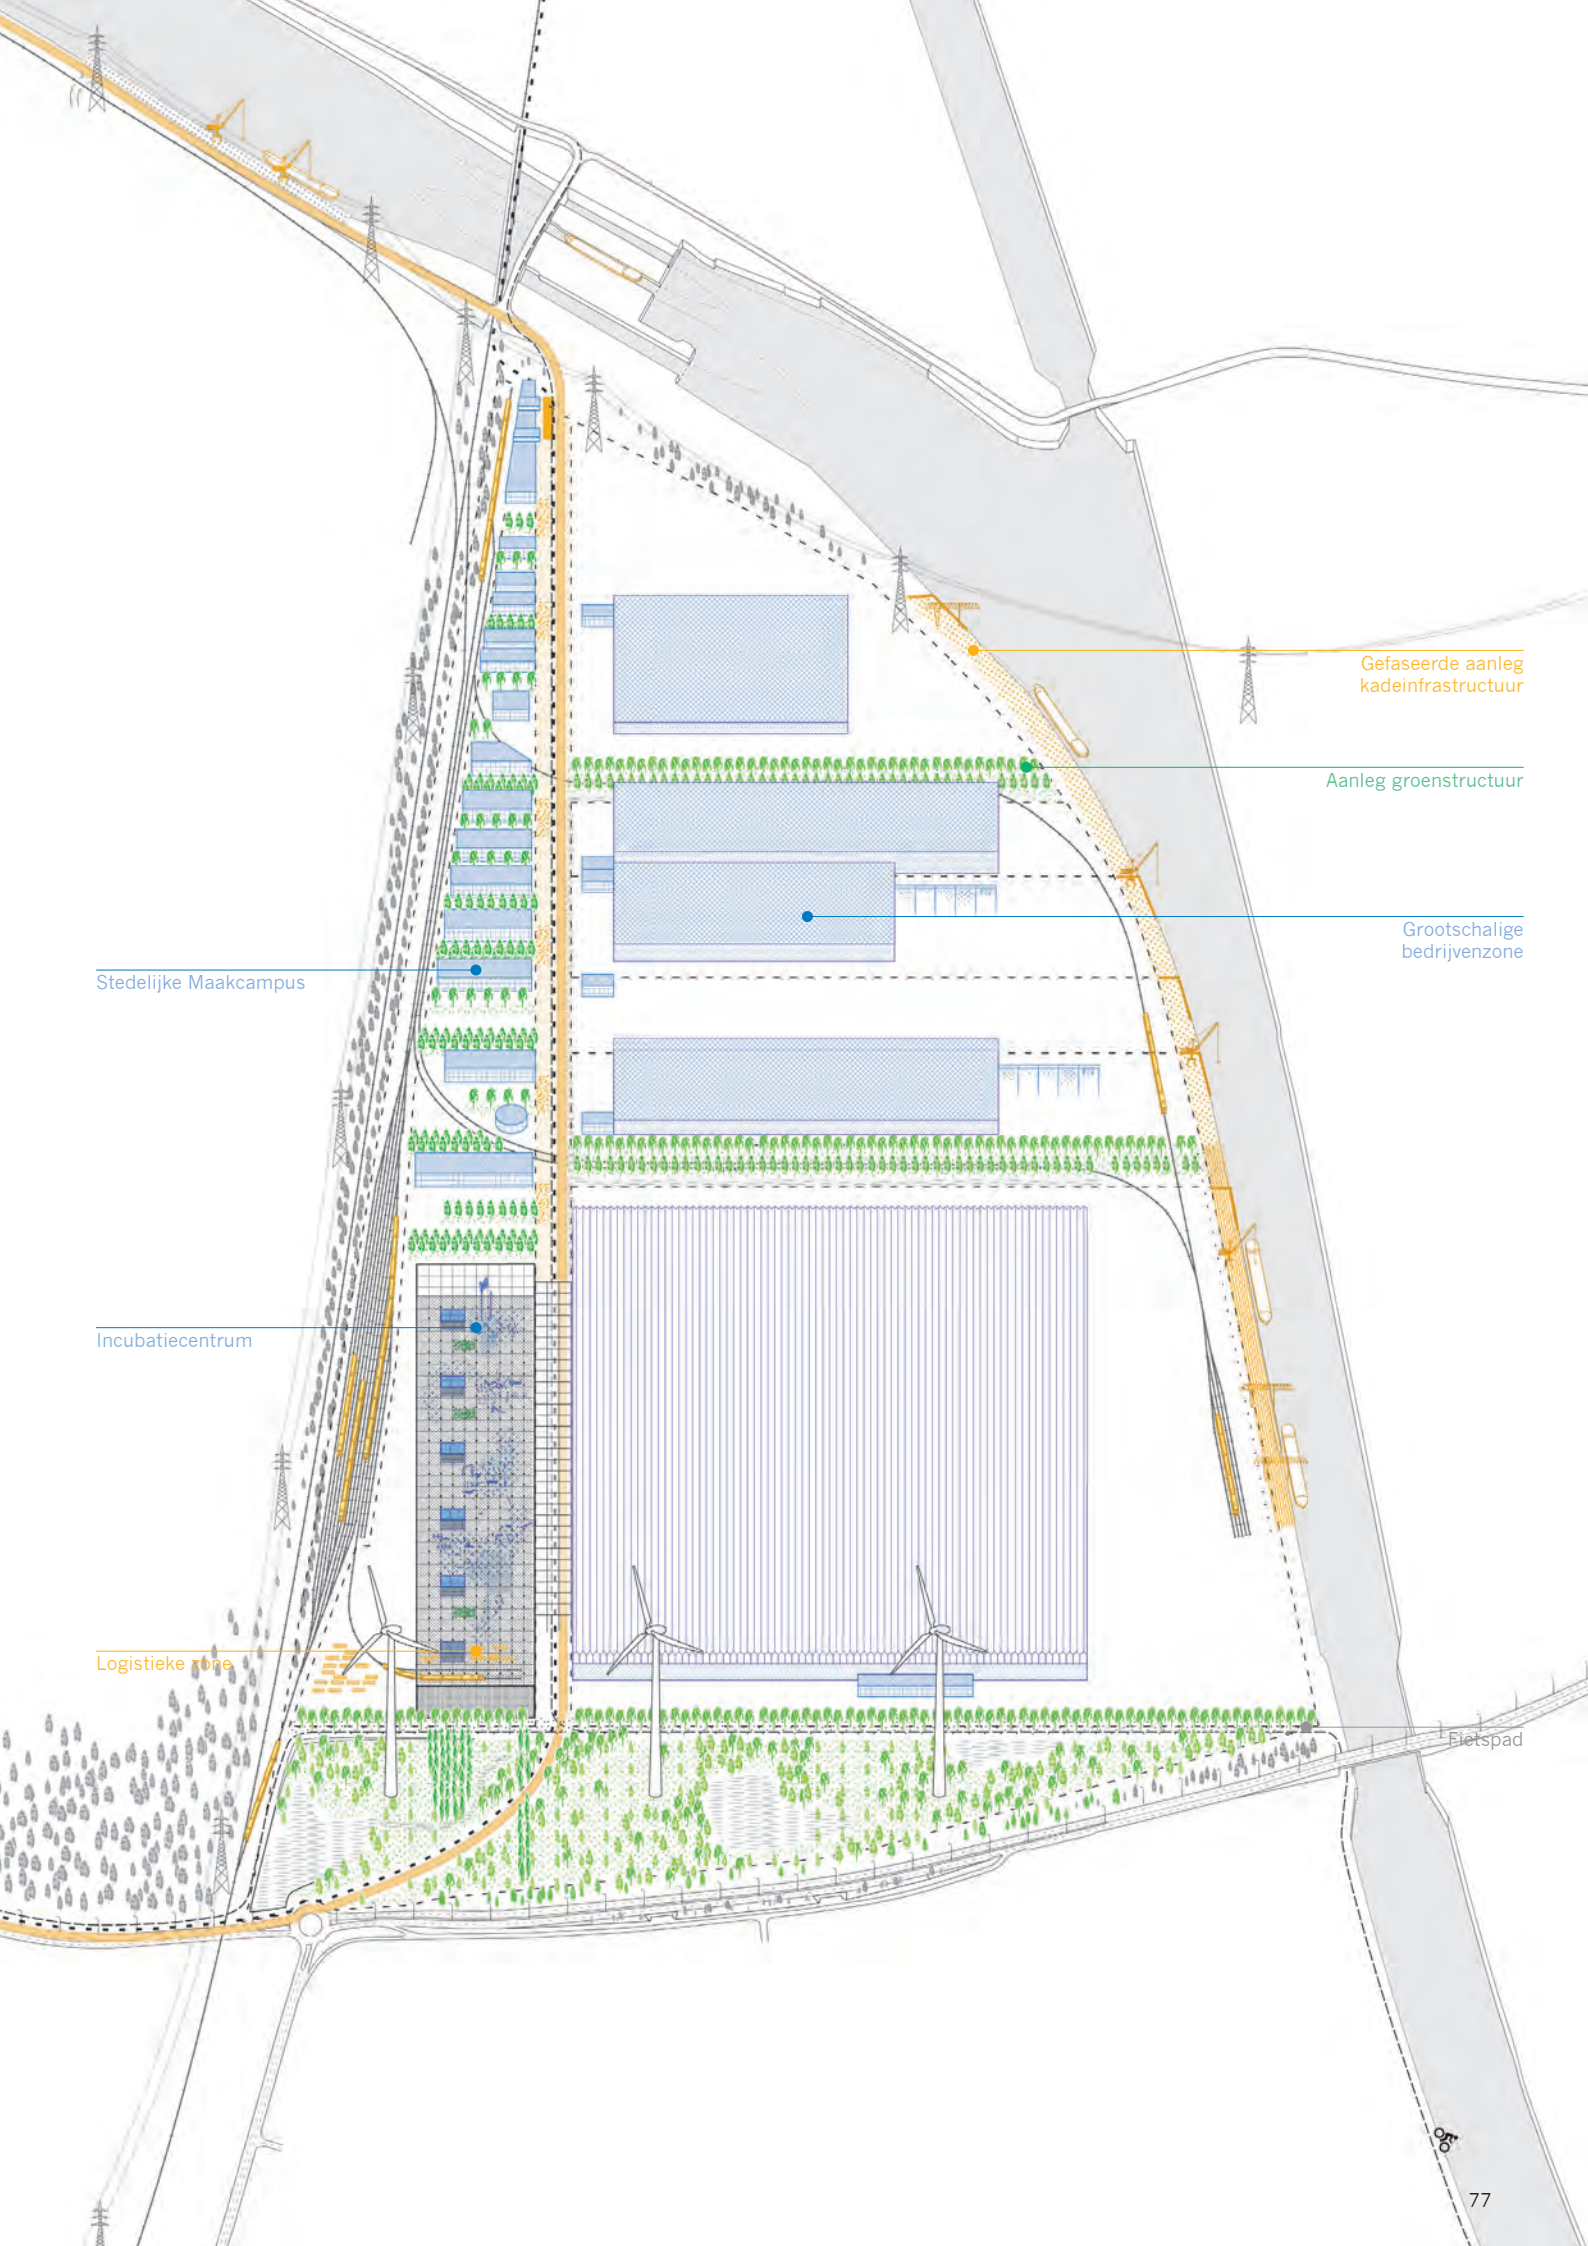 Gefaseerde aanleg
kadeinfrastructuur
Aanleg groenstructuur
Grootschalige
bedrijvenzone
Stedelijke Maakcampus
Incubatiecentrum
Logistieke zone
Fietspad
77